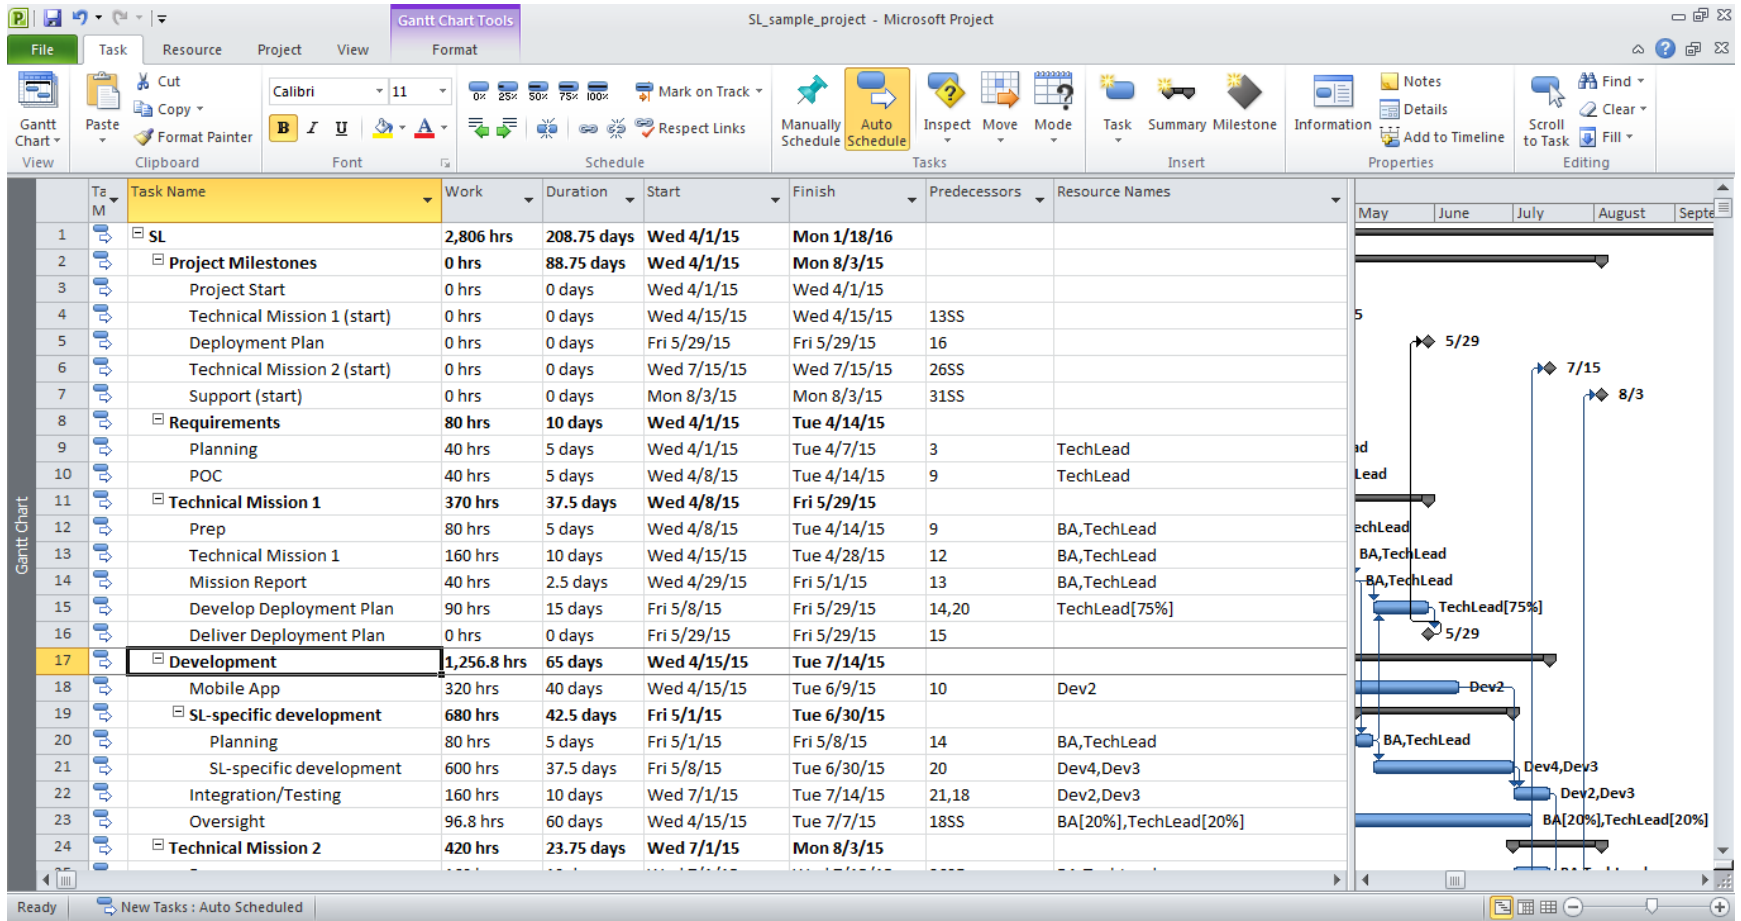 Gantt Chart Tools
SL_sample_project - Microsoft Project
File Task Resource Project View Format
Gantt Chart
View
Paste
Cut
Copy
Format Painter
Clipboard
Calibri 11
B I U A
Font
0% 25% 50% 75% 100%
Mark on Track
Respect Links
Schedule
Manually Schedule
Auto Schedule
Inspect Move Mode
Tasks
Task Summary Milestone
Insert
Information
Notes
Details
Add to Timeline
Properties
Scroll to Task
Find
Clear
Fill
Editing
Ta M Task Name Work Duration Start Finish Predecessors Resource Names
May June July August Septe
1 SL 2,806 hrs 208.75 days Wed 4/1/15 Mon 1/18/16
2 Project Milestones 0 hrs 88.75 days Wed 4/1/15 Mon 8/3/15
3 Project Start 0 hrs 0 days Wed 4/1/15 Wed 4/1/15
4 Technical Mission 1 (start) 0 hrs 0 days Wed 4/15/15 Wed 4/15/15 13SS 5
5 Deployment Plan 0 hrs 0 days Fri 5/29/15 Fri 5/29/15 16 5/29
6 Technical Mission 2 (start) 0 hrs 0 days Wed 7/15/15 Wed 7/15/15 26SS 7/15
7 Support (start) 0 hrs 0 days Mon 8/3/15 Mon 8/3/15 31SS 8/3
8 Requirements 80 hrs 10 days Wed 4/1/15 Tue 4/14/15
9 Planning 40 hrs 5 days Wed 4/1/15 Tue 4/7/15 3 TechLead ad
10 POC 40 hrs 5 days Wed 4/8/15 Tue 4/14/15 9 TechLead Lead
11 Technical Mission 1 370 hrs 37.5 days Wed 4/8/15 Fri 5/29/15
12 Prep 80 hrs 5 days Wed 4/8/15 Tue 4/14/15 9 BA,TechLead echLead
13 Technical Mission 1 160 hrs 10 days Wed 4/15/15 Tue 4/28/15 12 BA,TechLead BA,TechLead
14 Mission Report 40 hrs 2.5 days Wed 4/29/15 Fri 5/1/15 13 BA,TechLead BA,TechLead
15 Develop Deployment Plan 90 hrs 15 days Fri 5/8/15 Fri 5/29/15 14,20 TechLead[75%] TechLead[75%]
16 Deliver Deployment Plan 0 hrs 0 days Fri 5/29/15 Fri 5/29/15 15 5/29
17 Development 1,256.8 hrs 65 days Wed 4/15/15 Tue 7/14/15
18 Mobile App 320 hrs 40 days Wed 4/15/15 Tue 6/9/15 10 Dev2 Dev2
19 SL-specific development 680 hrs 42.5 days Fri 5/1/15 Tue 6/30/15
20 Planning 80 hrs 5 days Fri 5/1/15 Fri 5/8/15 14 BA,TechLead BA,TechLead
21 SL-specific development 600 hrs 37.5 days Fri 5/8/15 Tue 6/30/15 20 Dev4,Dev3 Dev4,Dev3
22 Integration/Testing 160 hrs 10 days Wed 7/1/15 Tue 7/14/15 21,18 Dev2,Dev3 Dev2,Dev3
23 Oversight 96.8 hrs 60 days Wed 4/15/15 Tue 7/7/15 18SS BA[20%],TechLead[20%] BA[20%],TechLead[20%]
24 Technical Mission 2 420 hrs 23.75 days Wed 7/1/15 Mon 8/3/15
Gantt Chart
Ready New Tasks : Auto Scheduled